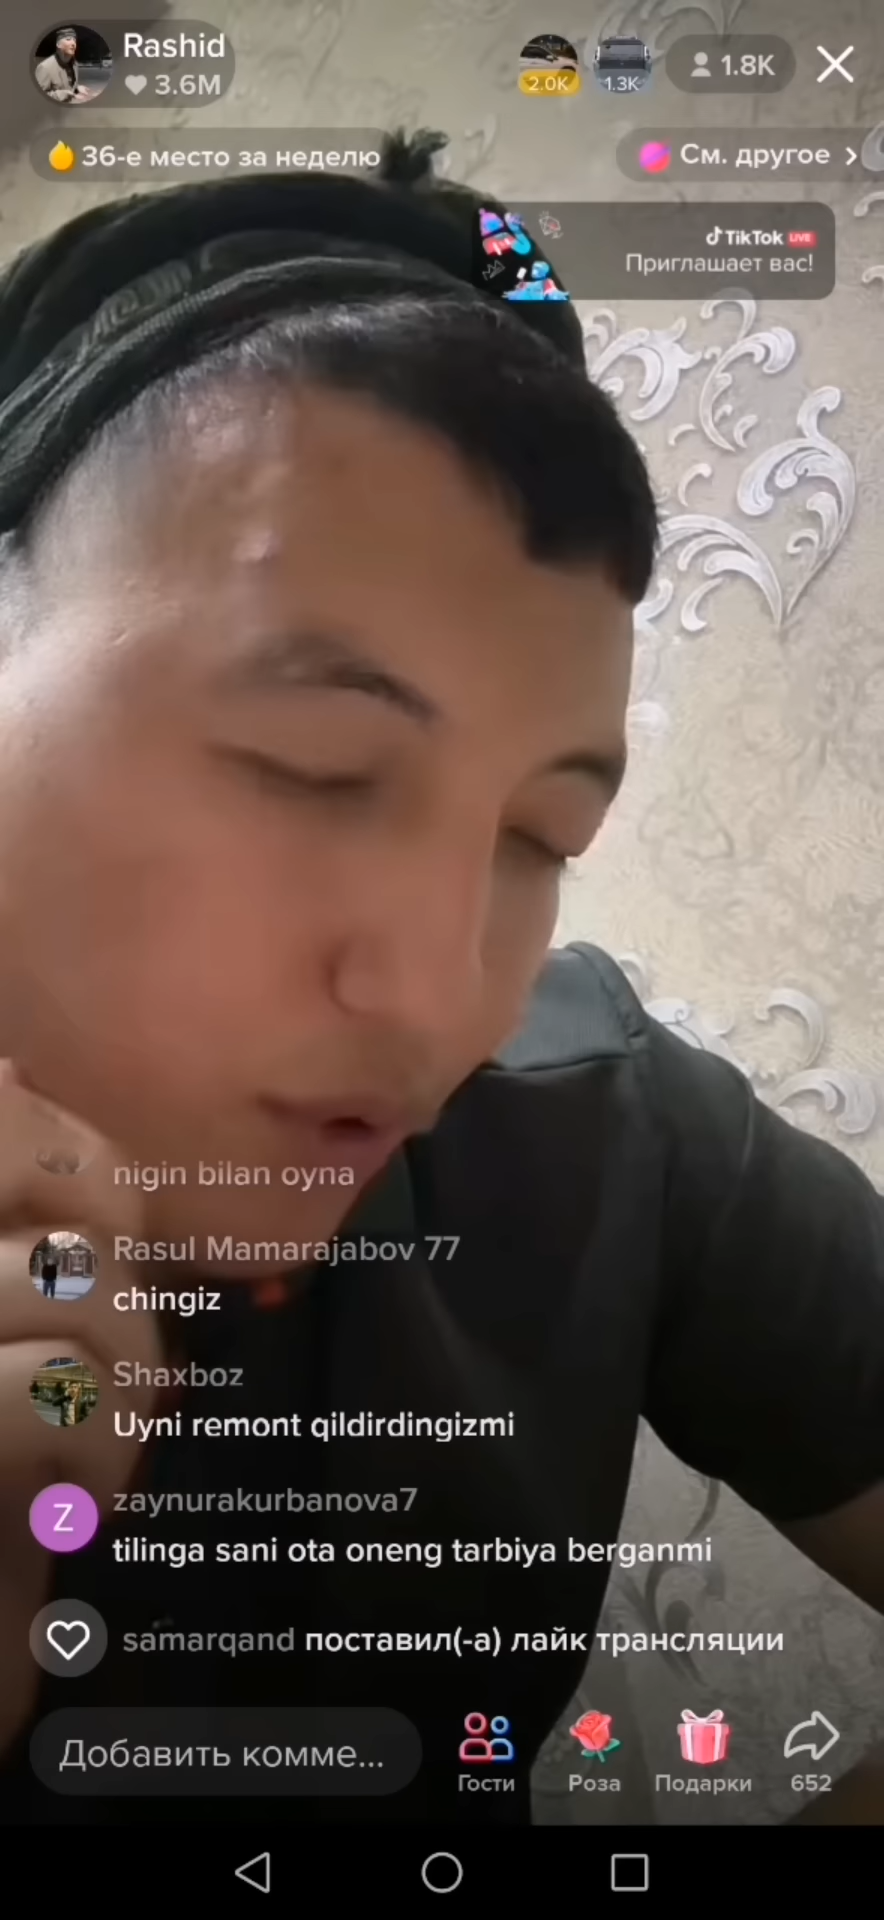 Rashid
3.6M
2.0K
1.3K
1.8K
36-е место за неделю
См. другое
TikTok LIVE
Приглашает вас!
nigin bilan oyna
Rasul Mamarajabov 77
chingiz
Shaxboz
Uyni remont qildirdingizmi
Z
zaynurakurbanova7
tilinga sani ota oneng tarbiya berganmi
samarqand поставил(-а) лайк трансляции
Добавить комме...
Гости
Роза
Подарки
652